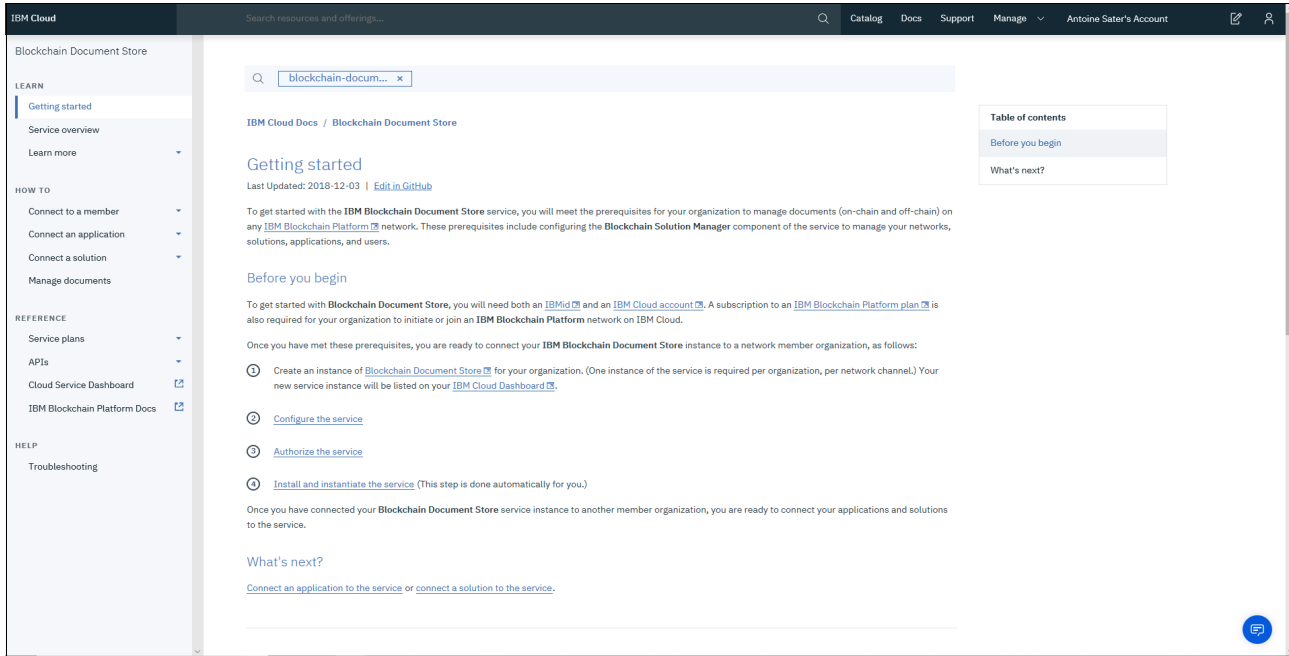 IBM Cloud
Search resources and offerings...
Catalog
Docs
Support
Manage
Antoine Sater's Account
Blockchain Document Store
LEARN
Getting started
Service overview
Learn more
HOW TO
Connect to a member
Connect an application
Connect a solution
Manage documents
REFERENCE
Service plans
APIs
Cloud Service Dashboard
IBM Blockchain Platform Docs
HELP
Troubleshooting
blockchain-docum... ×
IBM Cloud Docs / Blockchain Document Store
Getting started
Last Updated: 2018-12-03 | Edit in GitHub
To get started with the IBM Blockchain Document Store service, you will meet the prerequisites for your organization to manage documents (on-chain and off-chain) on
any IBM Blockchain Platform network. These prerequisites include configuring the Blockchain Solution Manager component of the service to manage your networks,
solutions, applications, and users.
Before you begin
To get started with Blockchain Document Store, you will need both an IBMid and an IBM Cloud account. A subscription to an IBM Blockchain Platform plan is
also required for your organization to initiate or join an IBM Blockchain Platform network on IBM Cloud.
Once you have met these prerequisites, you are ready to connect your IBM Blockchain Document Store instance to a network member organization, as follows:
1 Create an instance of Blockchain Document Store for your organization. (One instance of the service is required per organization, per network channel.) Your
new service instance will be listed on your IBM Cloud Dashboard.
2 Configure the service
3 Authorize the service
4 Install and instantiate the service (This step is done automatically for you.)
Once you have connected your Blockchain Document Store service instance to another member organization, you are ready to connect your applications and solutions
to the service.
What's next?
Connect an application to the service or connect a solution to the service.
Table of contents
Before you begin
What's next?